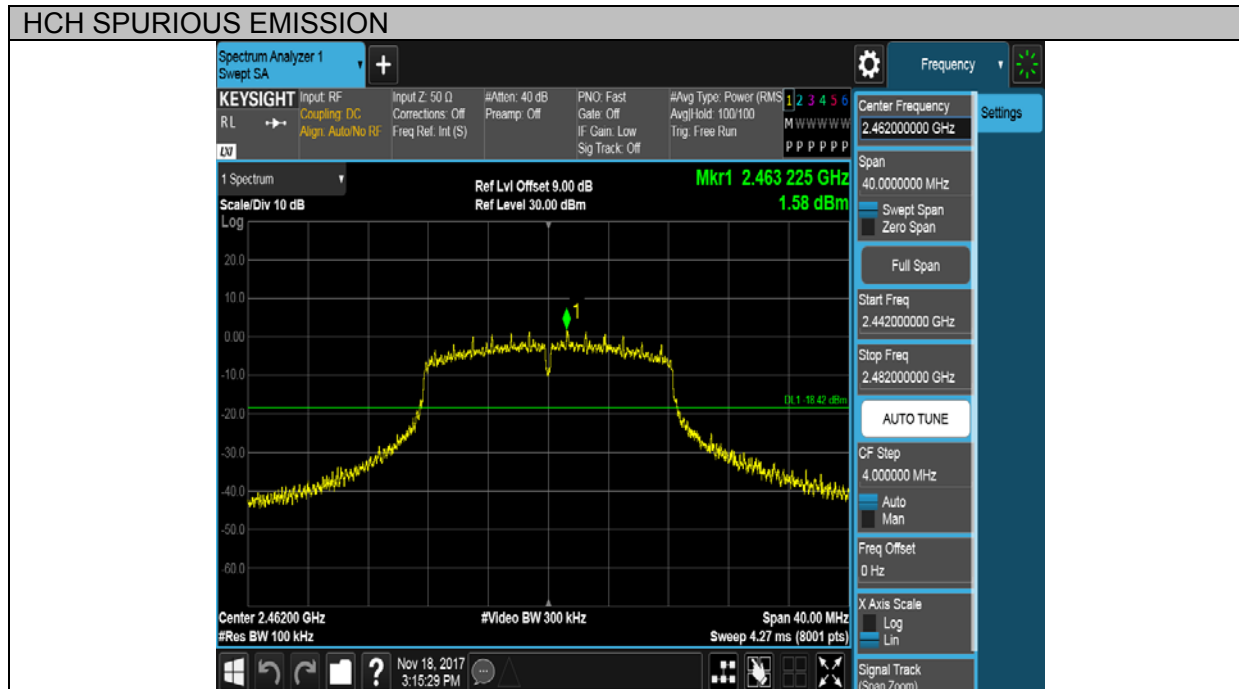 HCH SPURIOUS EMISSION
Spectrum Analyzer 1
Swept SA
+
Frequency
KEYSIGHT
RL
LXI
Input: RF
Coupling: DC
Align: Auto/No RF
Input Z: 50 Ω
Corrections: Off
Freq Ref: Int (S)
#Atten: 40 dB
Preamp: Off
PNO: Fast
Gate: Off
IF Gain: Low
Sig Track: Off
#Avg Type: Power (RMS
Avg|Hold: 100/100
Trig: Free Run
1 2 3 4 5 6
M W W W W W
P P P P P P
1 Spectrum
Scale/Div 10 dB
Ref Lvl Offset 9.00 dB
Ref Level 30.00 dBm
Mkr1 2.463 225 GHz
1.58 dBm
Log
20.0
10.0
0.00
-10.0
-20.0
-30.0
-40.0
-50.0
-60.0
1
DL1 -18.42 dBm
Center 2.46200 GHz
#Res BW 100 kHz
#Video BW 300 kHz
Span 40.00 MHz
Sweep 4.27 ms (8001 pts)
?
Nov 18, 2017
3:15:29 PM
Center Frequency
2.462000000 GHz
Settings
Span
40.0000000 MHz
Swept Span
Zero Span
Full Span
Start Freq
2.442000000 GHz
Stop Freq
2.482000000 GHz
AUTO TUNE
CF Step
4.000000 MHz
Auto
Man
Freq Offset
0 Hz
X Axis Scale
Log
Lin
Signal Track
(Span Zoom)